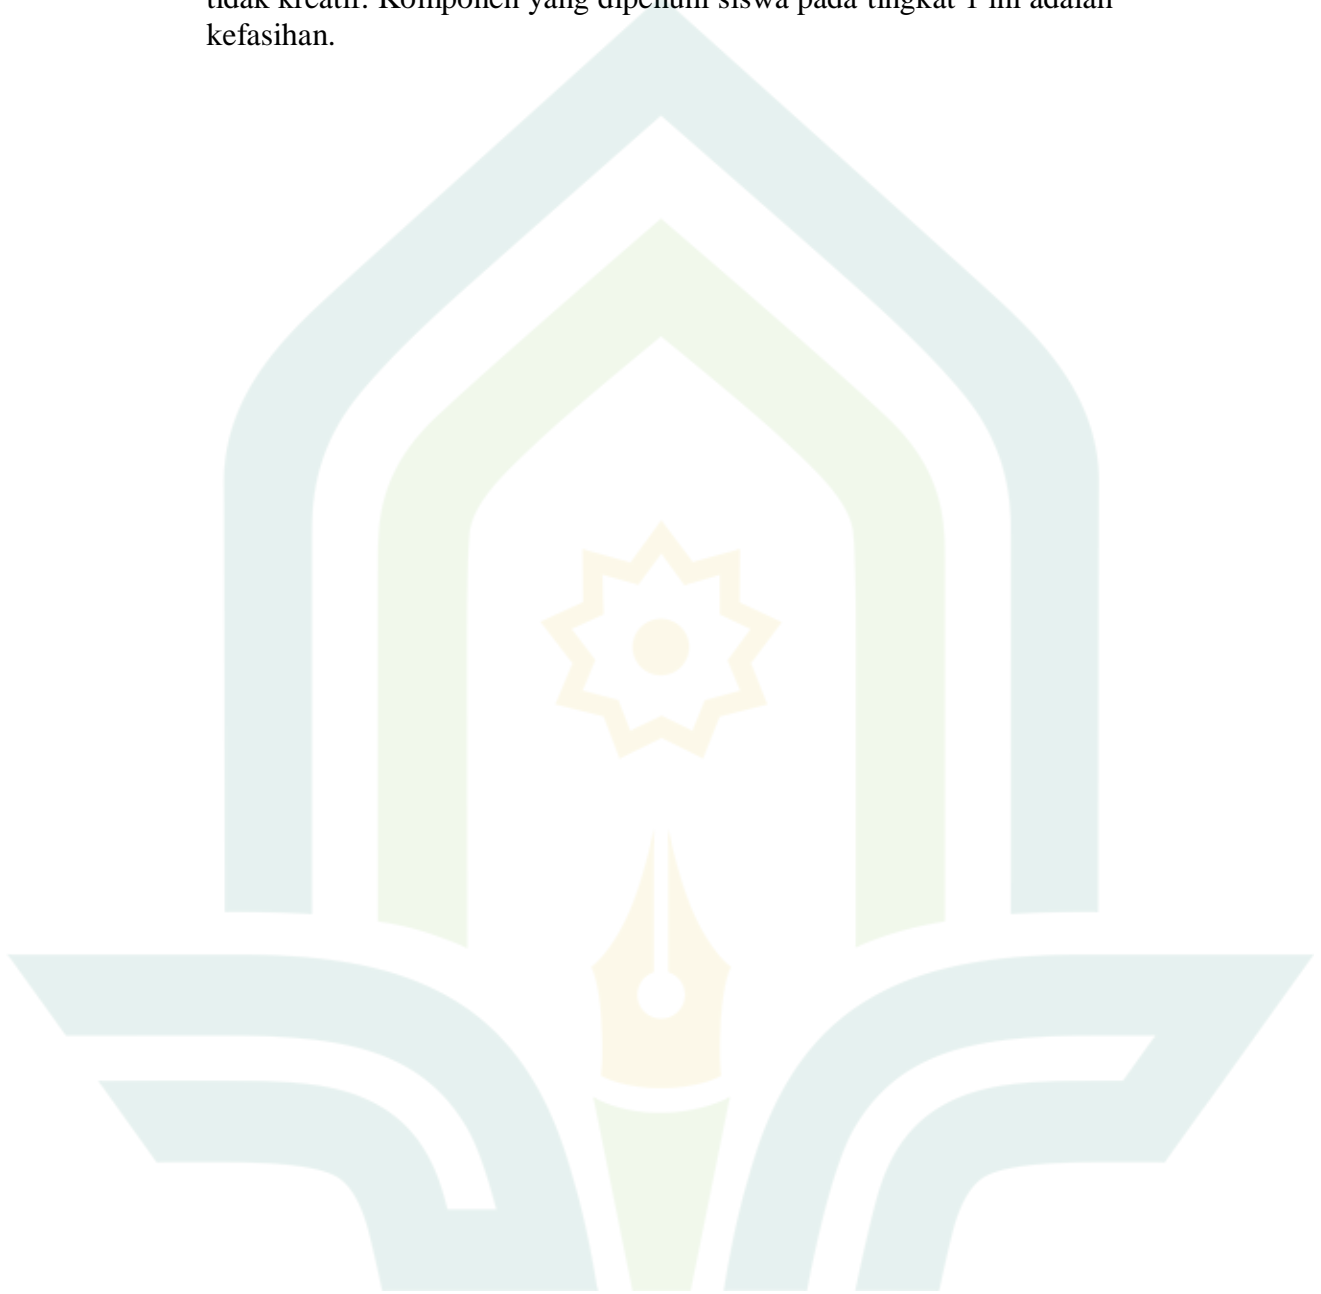 tidak kreatif. Komponen yang dipenuhi siswa pada tingkat 1 ini adalah
kefasihan.